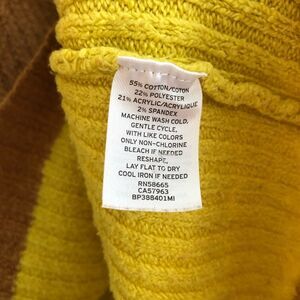 55% COTTON/COTON
22% POLYESTER
21% ACRYLIC/ACRYLIQUE
2% SPANDEX
MACHINE WASH COLD,
GENTLE CYCLE,
WITH LIKE COLORS
ONLY NON-CHLORINE
BLEACH IF NEEDED
RESHAPE,
LAY FLAT TO DRY
COOL IRON IF NEEDED
RN58665
CA57963
BP388401MI